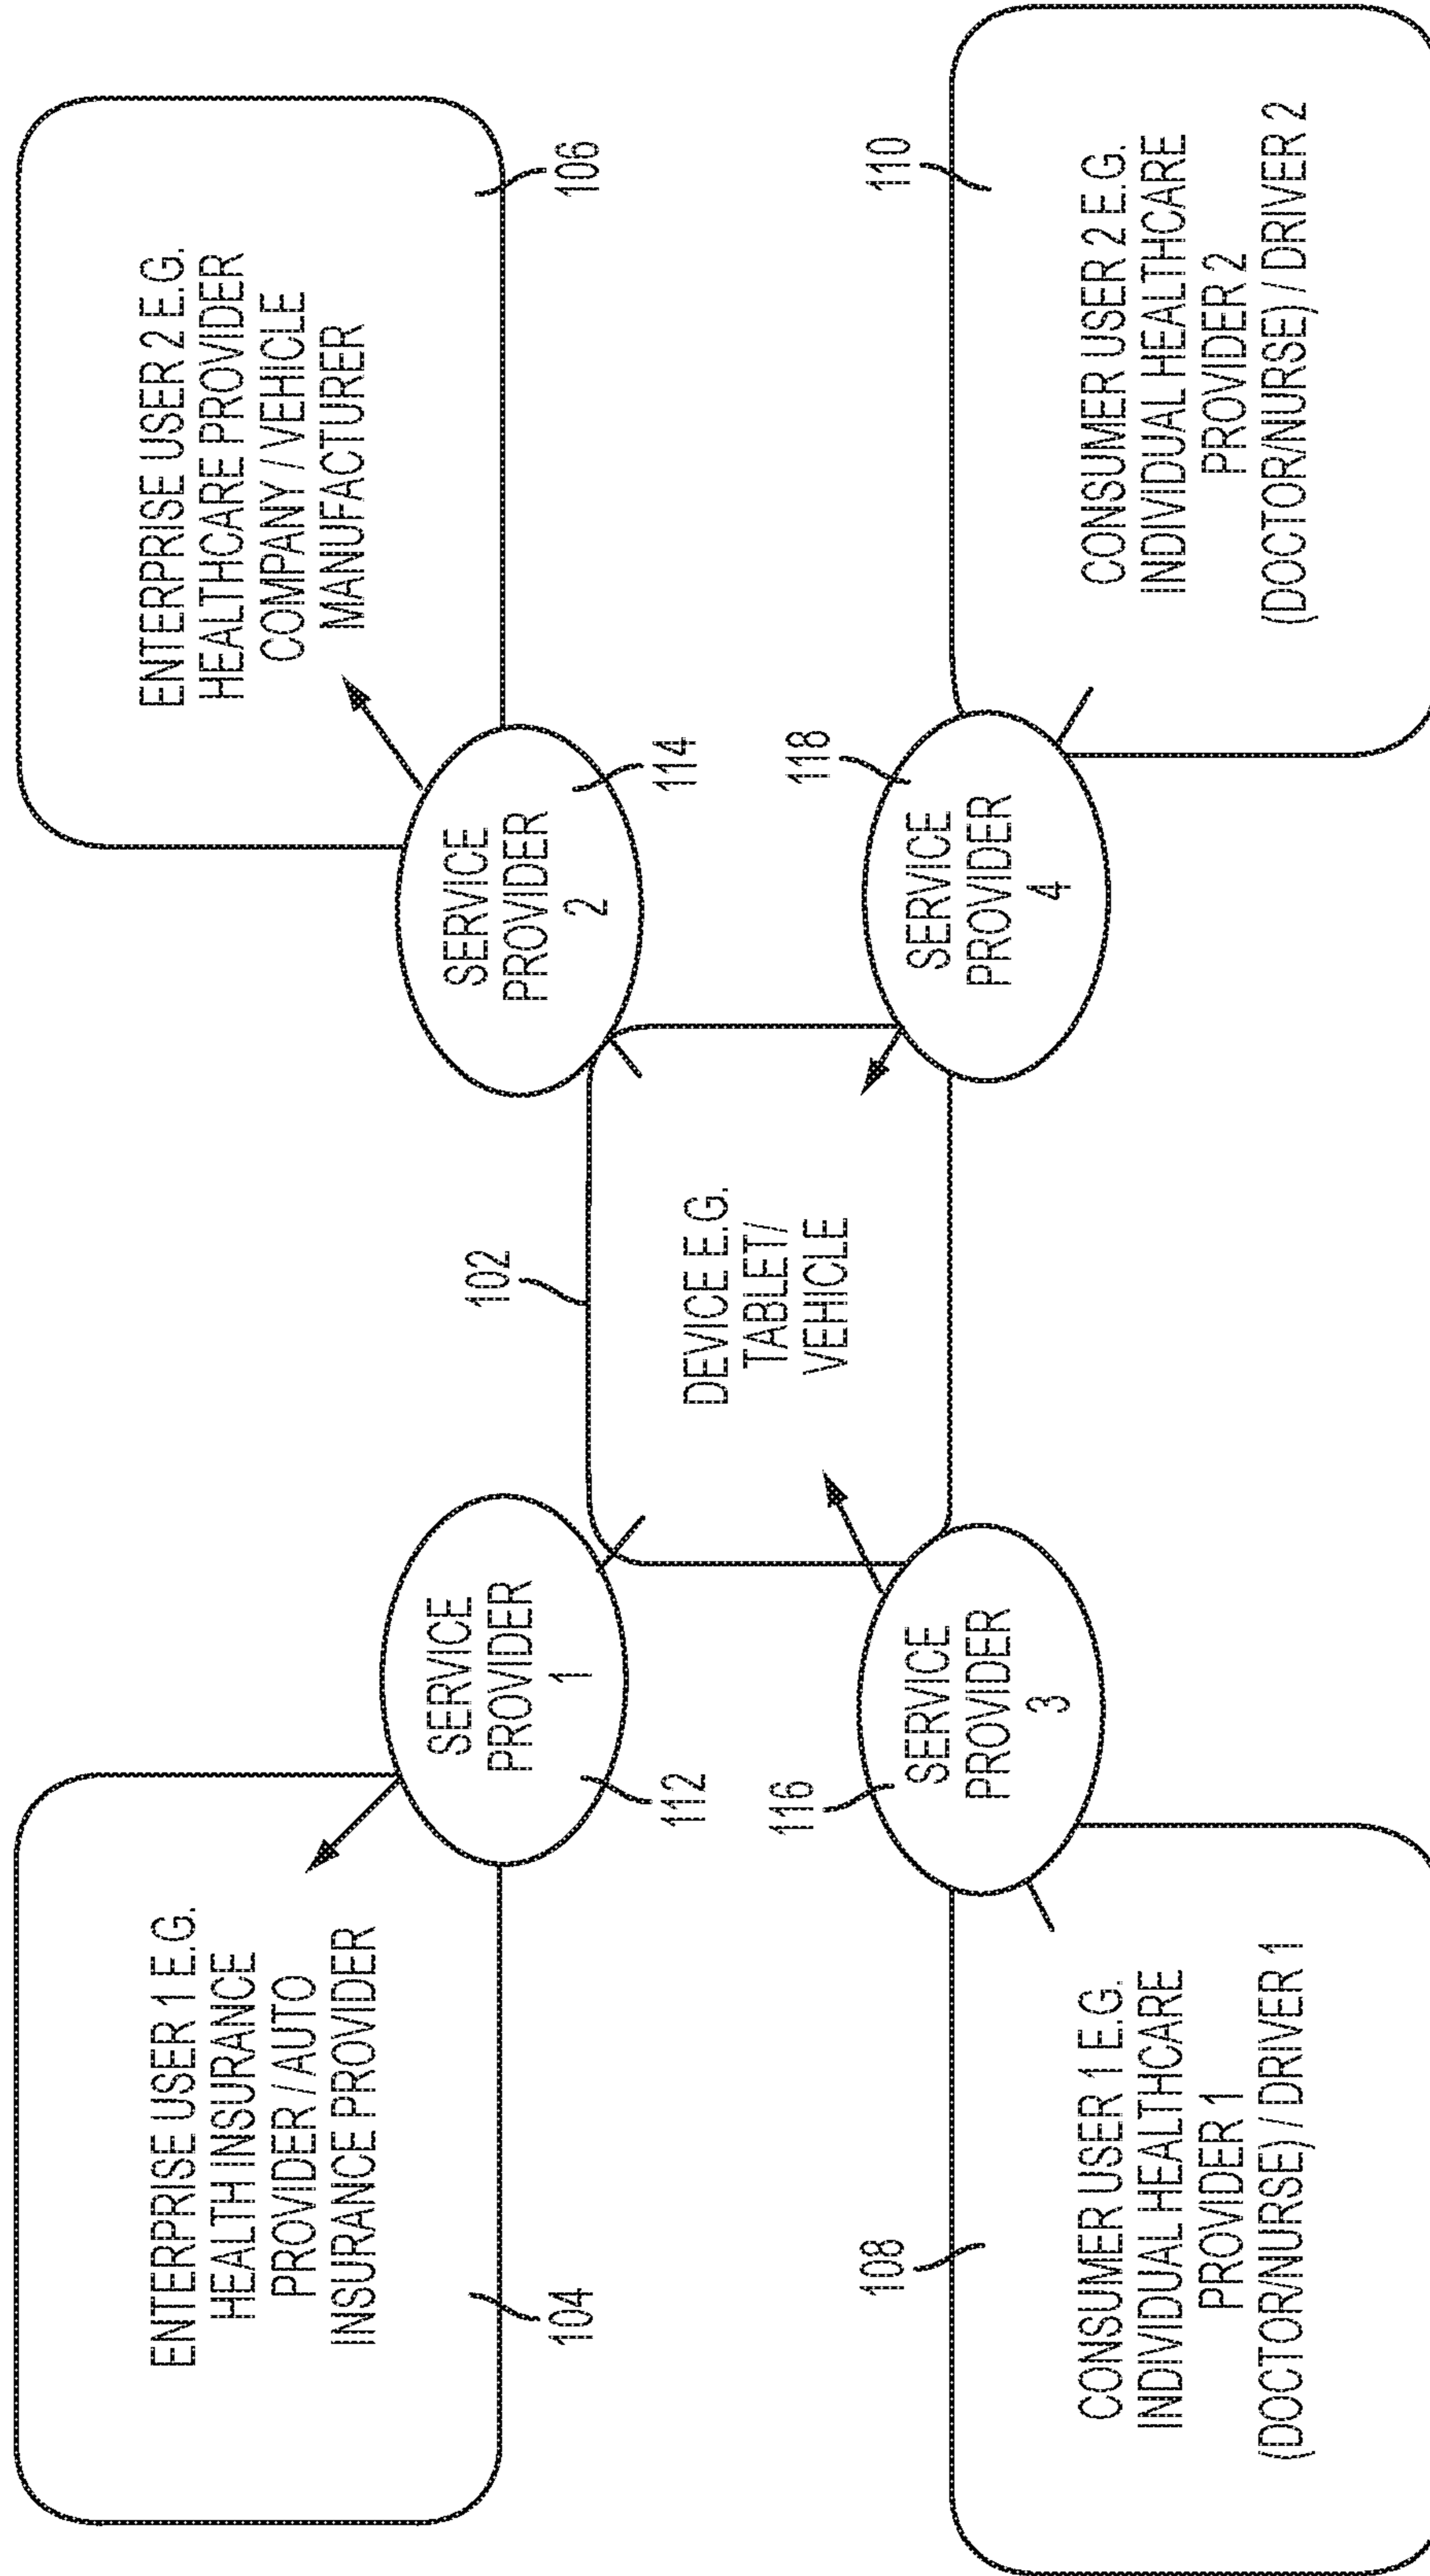 ENTERPRISE USER 1 E.G.
HEALTH INSURANCE
PROVIDER / AUTO
INSURANCE PROVIDER
104
ENTERPRISE USER 2 E.G.
HEALTHCARE PROVIDER
COMPANY / VEHICLE
MANUFACTURER
106
SERVICE
PROVIDER
1
112
SERVICE
PROVIDER
2
114
102
DEVICE E.G.
TABLET/
VEHICLE
116
SERVICE
PROVIDER
3
118
SERVICE
PROVIDER
4
108
CONSUMER USER 1 E.G.
INDIVIDUAL HEALTHCARE
PROVIDER 1
(DOCTOR/NURSE) / DRIVER 1
110
CONSUMER USER 2 E.G.
INDIVIDUAL HEALTHCARE
PROVIDER 2
(DOCTOR/NURSE) / DRIVER 2